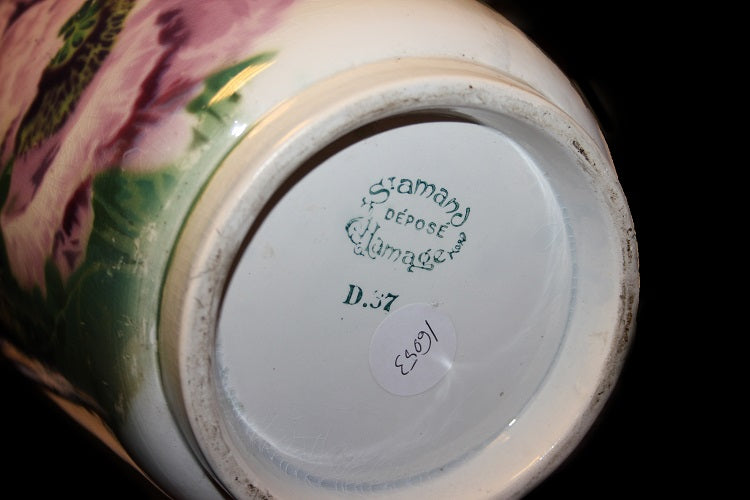 St amand
DÉPOSÉ
Hamage
D.37
16053